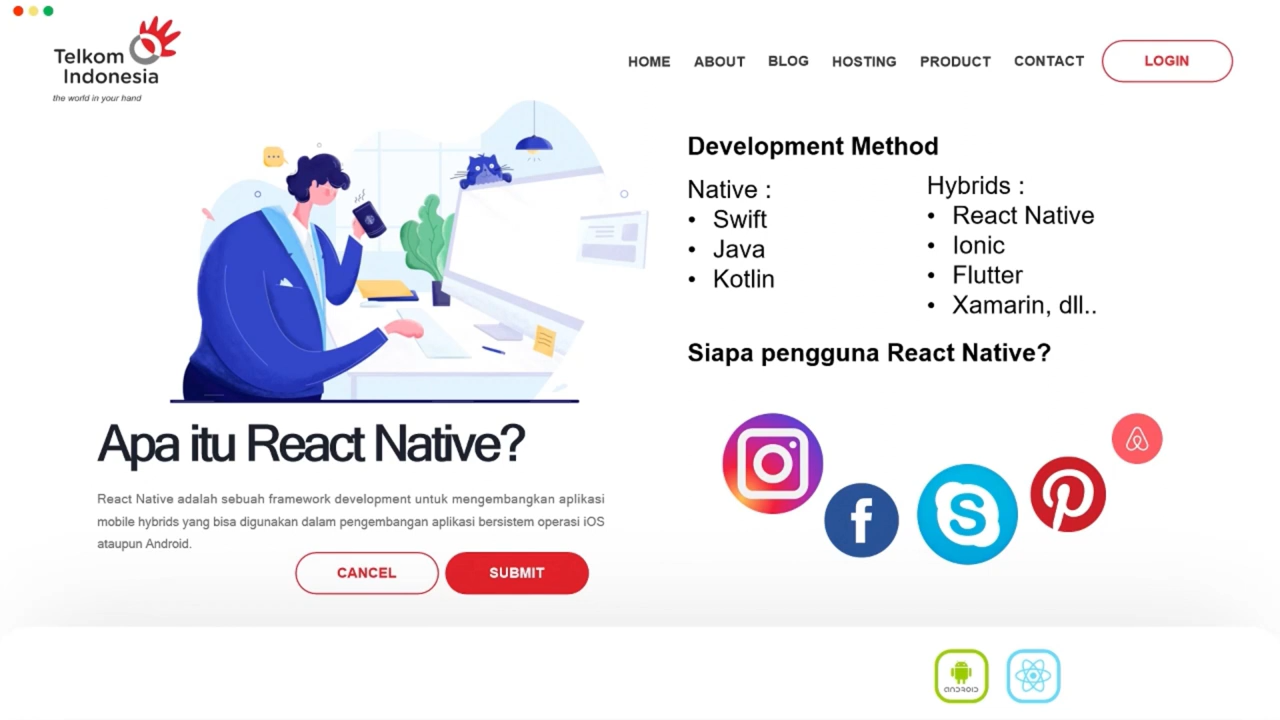 Telkom
Indonesia
the world in your hand
HOME ABOUT BLOG HOSTING PRODUCT CONTACT LOGIN
Development Method
Native :
• Swift
• Java
• Kotlin
Hybrids :
• React Native
• Ionic
• Flutter
• Xamarin, dll..
Siapa pengguna React Native?
Apa itu React Native?
React Native adalah sebuah framework development untuk mengembangkan aplikasi
mobile hybrids yang bisa digunakan dalam pengembangan aplikasi bersistem operasi iOS
ataupun Android.
CANCEL SUBMIT
ANDROID